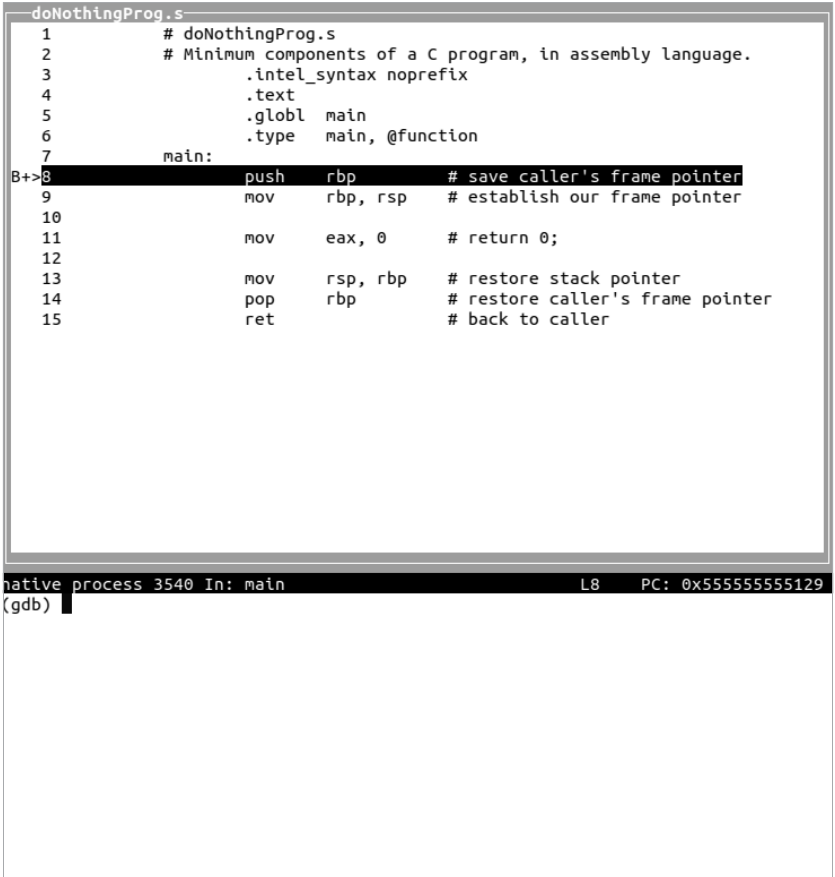 doNothingProg.s
1 # doNothingProg.s
2 # Minimum components of a C program, in assembly language.
3 .intel_syntax noprefix
4 .text
5 .globl main
6 .type main, @function
7 main:
B+>8 push rbp # save caller's frame pointer
9 mov rbp, rsp # establish our frame pointer
10
11 mov eax, 0 # return 0;
12
13 mov rsp, rbp # restore stack pointer
14 pop rbp # restore caller's frame pointer
15 ret # back to caller
native process 3540 In: main L8 PC: 0x555555555129
(gdb)